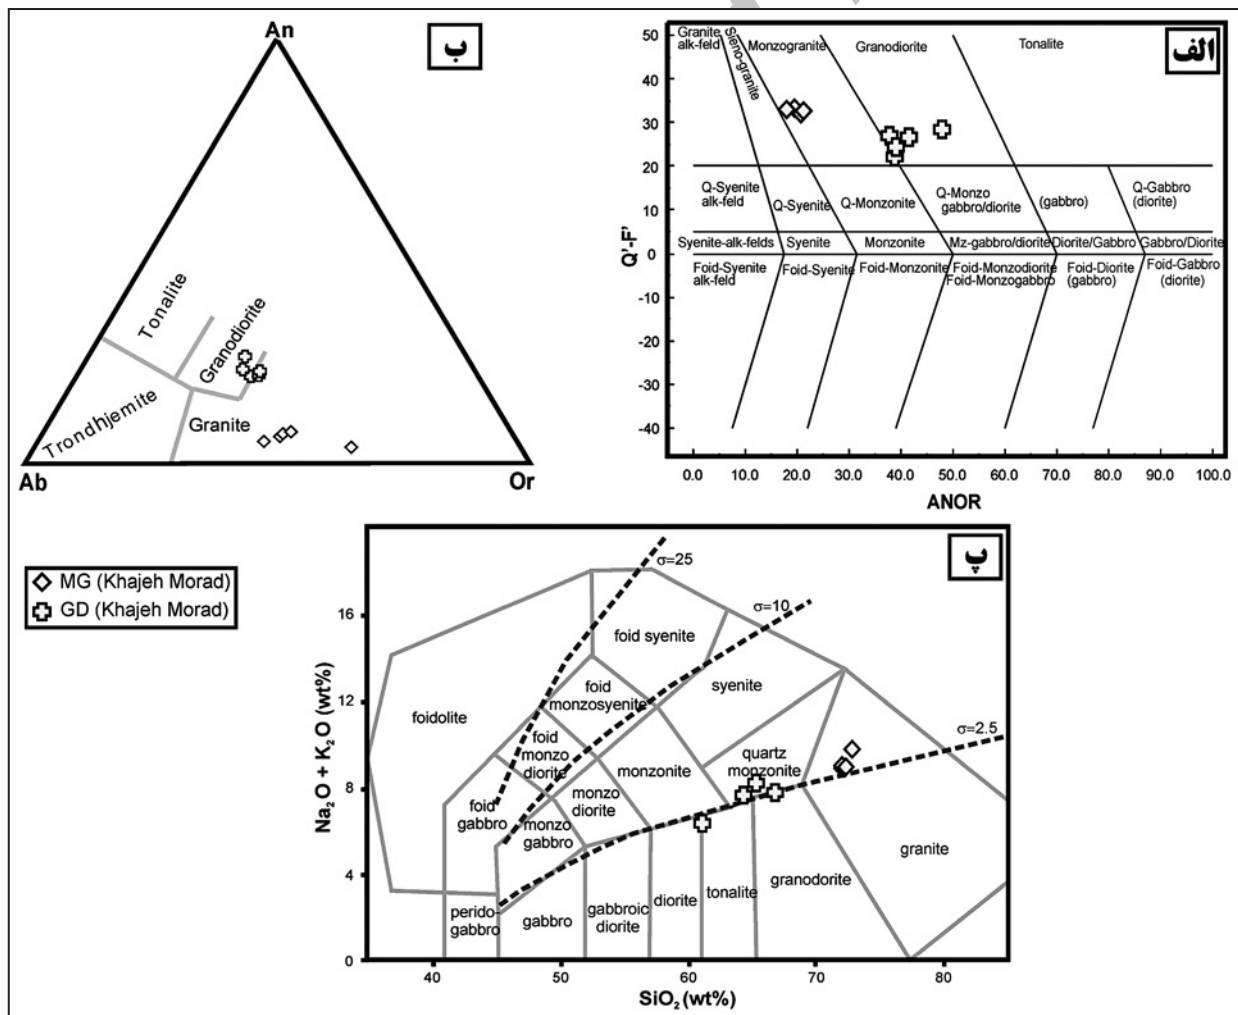 An
ب
Tonalite
Granodiorite
Trondhjemite
Granite
Ab
Or
الف
Granite
alk-feld
Sieno-granite
Monzogranite
Granodiorite
Tonalite
Q-Syenite
alk-feld
Q-Syenite
Q-Monzonite
Q-Monzo
gabbro/diorite
(gabbro)
Q-Gabbro
(diorite)
Syenite-alk-felds
Syenite
Monzonite
Mz-gabbro/diorite
Diorite/Gabbro
Gabbro/Diorite
Foid-Syenite
alk-feld
Foid-Syenite
Foid-Monzonite
Foid-Monzodiorite
Foid-Monzogabbro
Foid-Diorite
(gabbro)
Foid-Gabbro
(diorite)
50
40
30
20
10
0
-10
-20
-30
-40
Q'-F'
0.0 10.0 20.0 30.0 40.0 50.0 60.0 70.0 80.0 90.0 100.0
ANOR
MG (Khajeh Morad)
GD (Khajeh Morad)
پ
σ=25
σ=10
σ=2.5
foid syenite
syenite
foid
monzosyenite
foidolite
foid
monzo
diorite
monzonite
quartz
monzonite
monzo
diorite
foid
gabbro
monzo
gabbro
granite
granodorite
tonalite
diorite
gabbroic
diorite
gabbro
perido-
gabbro
16
12
8
4
0
Na₂O + K₂O (wt%)
40 50 60 70 80
SiO₂ (wt%)